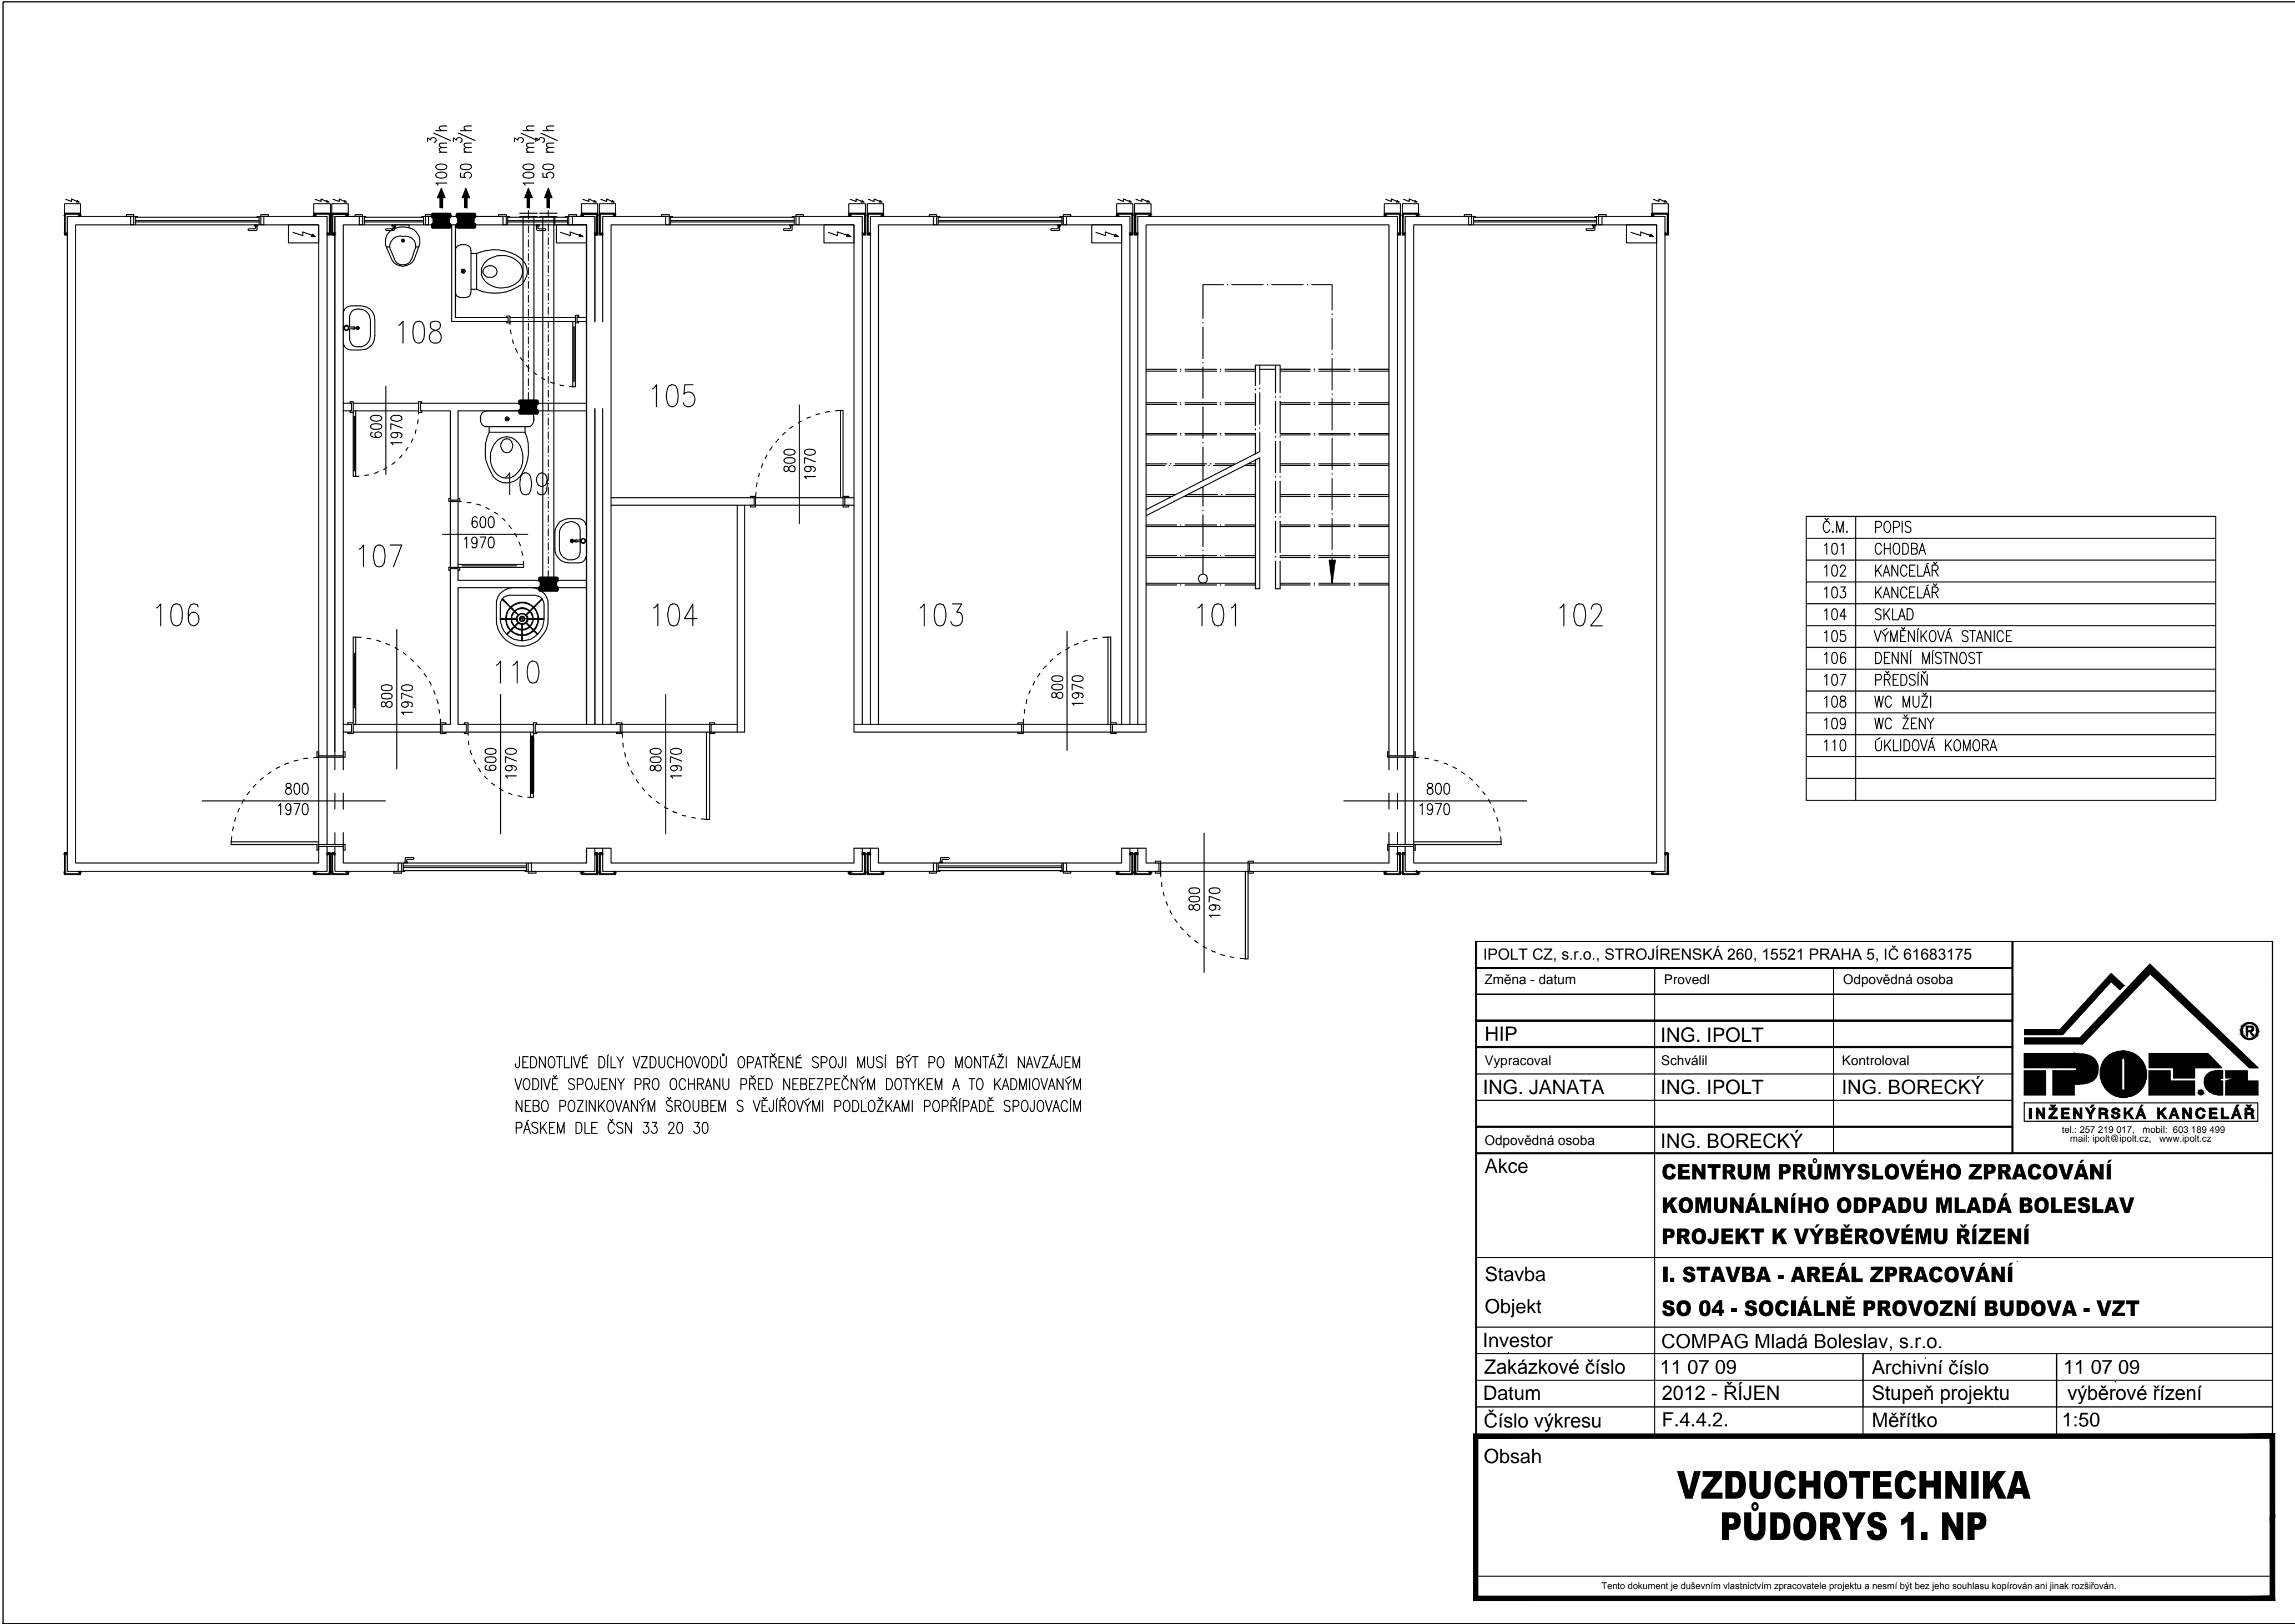 100 m³/h
50 m³/h
100 m³/h
50 m³/h
108
105
600
1970
800
1970
109
600
1970
107
106
104
103
101
102
110
800
1970
800
1970
600
1970
800
1970
800
1970
800
1970
800
1970
Č.M. POPIS
101 CHODBA
102 KANCELÁŘ
103 KANCELÁŘ
104 SKLAD
105 VÝMĚNÍKOVÁ STANICE
106 DENNÍ MÍSTNOST
107 PŘEDSÍŇ
108 WC MUŽI
109 WC ŽENY
110 ÚKLIDOVÁ KOMORA
JEDNOTLIVÉ DÍLY VZDUCHOVODŮ OPATŘENÉ SPOJI MUSÍ BÝT PO MONTÁŽI NAVZÁJEM
VODIVĚ SPOJENY PRO OCHRANU PŘED NEBEZPEČNÝM DOTYKEM A TO KADMIOVANÝM
NEBO POZINKOVANÝM ŠROUBEM S VĚJÍŘOVÝMI PODLOŽKAMI POPŘÍPADĚ SPOJOVACÍM
PÁSKEM DLE ČSN 33 20 30
IPOLT CZ, s.r.o., STROJÍRENSKÁ 260, 15521 PRAHA 5, IČ 61683175
Změna - datum Provedl Odpovědná osoba
HIP ING. IPOLT
Vypracoval Schválil Kontroloval
ING. JANATA ING. IPOLT ING. BORECKÝ
Odpovědná osoba ING. BORECKÝ
®
IPOLT.cz
INŽENÝRSKÁ KANCELÁŘ
tel.: 257 219 017, mobil: 603 189 499
mail: ipolt@ipolt.cz, www.ipolt.cz
Akce CENTRUM PRŮMYSLOVÉHO ZPRACOVÁNÍ
KOMUNÁLNÍHO ODPADU MLADÁ BOLESLAV
PROJEKT K VÝBĚROVÉMU ŘÍZENÍ
Stavba I. STAVBA - AREÁL ZPRACOVÁNÍ
Objekt SO 04 - SOCIÁLNĚ PROVOZNÍ BUDOVA - VZT
Investor COMPAG Mladá Boleslav, s.r.o.
Zakázkové číslo 11 07 09 Archivní číslo 11 07 09
Datum 2012 - ŘÍJEN Stupeň projektu výběrové řízení
Číslo výkresu F.4.4.2. Měřítko 1:50
Obsah
VZDUCHOTECHNIKA
PŮDORYS 1. NP
Tento dokument je duševním vlastnictvím zpracovatele projektu a nesmí být bez jeho souhlasu kopírován ani jinak rozšiřován.